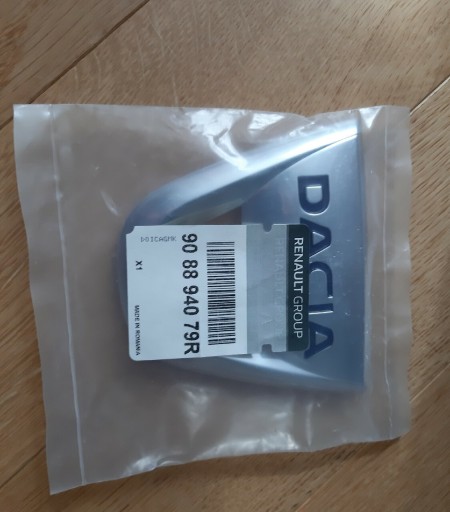 DACIA
RENAULT GROUP
90 88 940 79R
X1
MADE IN ROMANIA